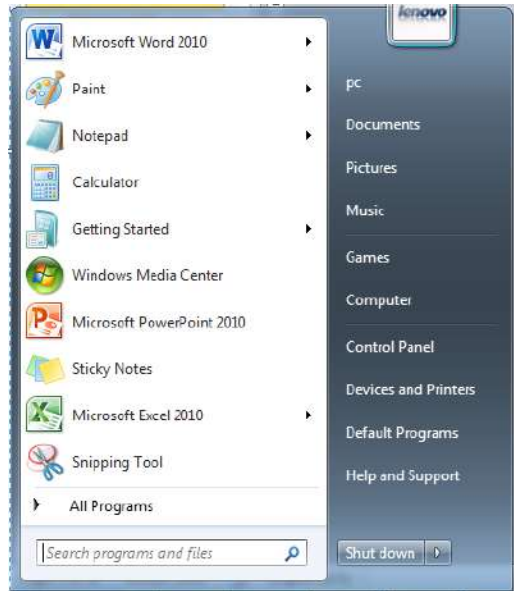 lenovo
Microsoft Word 2010
Paint
Notepad
Calculator
Getting Started
Windows Media Center
Microsoft PowerPoint 2010
Sticky Notes
Microsoft Excel 2010
Snipping Tool
All Programs
Search programs and files
pc
Documents
Pictures
Music
Games
Computer
Control Panel
Devices and Printers
Default Programs
Help and Support
Shut down